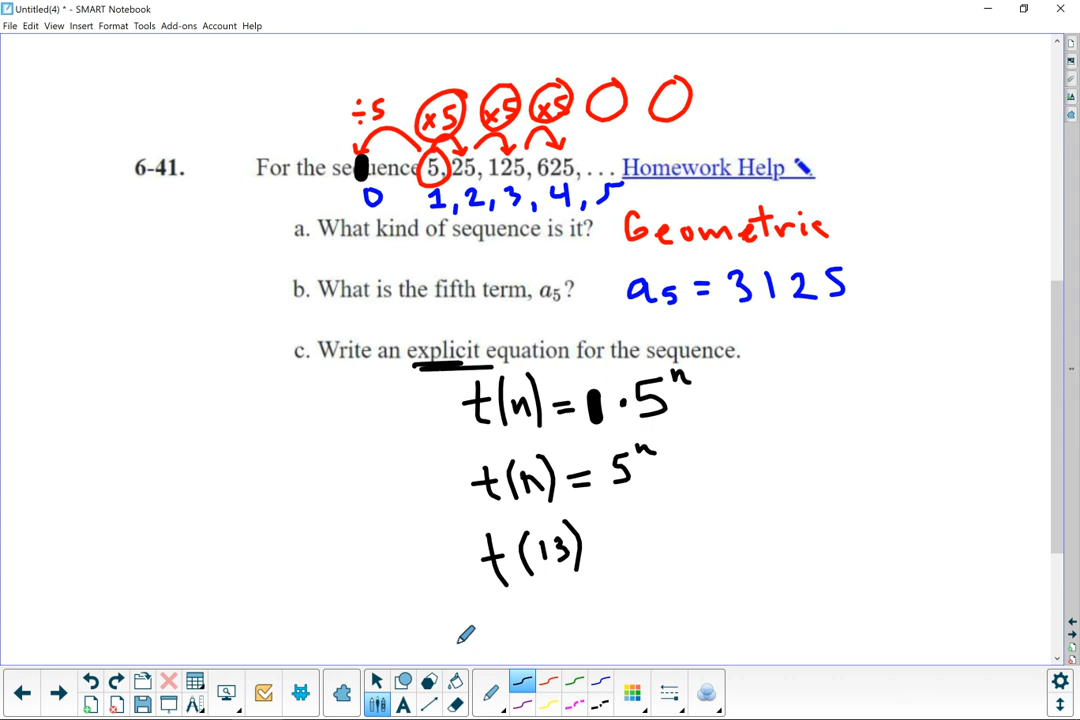 Untitled(4) * - SMART Notebook
File Edit View Insert Format Tools Add-ons Account Help
÷5 ×5 ×5 ×5
6-41. For the sequence 5, 25, 125, 625, . . . Homework Help
0 1, 2, 3, 4, 5
a. What kind of sequence is it? Geometric
b. What is the fifth term, a5? a5 = 3125
c. Write an explicit equation for the sequence.
t(n) = 1 · 5^n
t(n) = 5^n
t(13)
A